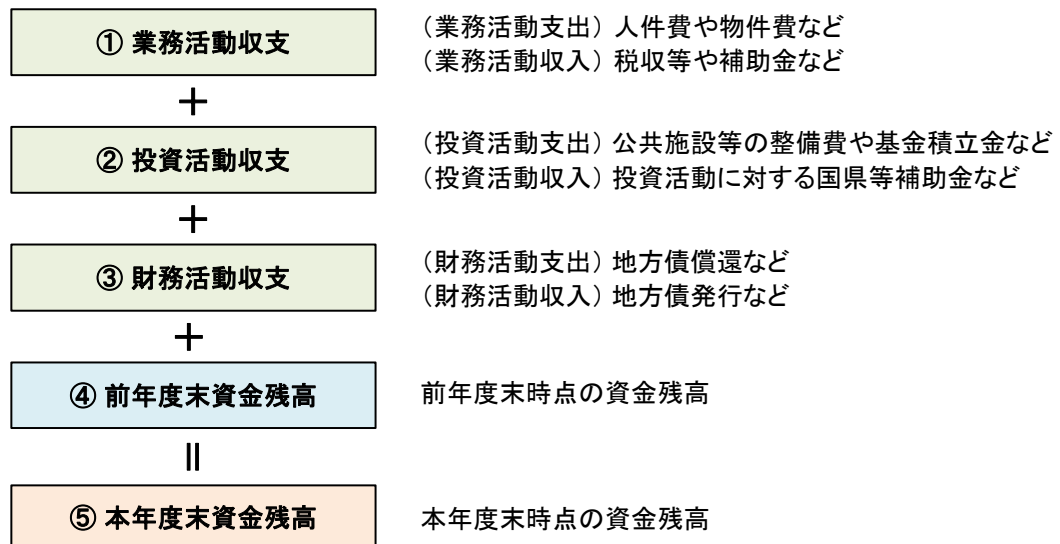 ① 業務活動収支
(業務活動支出) 人件費や物件費など
(業務活動収入) 税収等や補助金など
+
② 投資活動収支
(投資活動支出) 公共施設等の整備費や基金積立金など
(投資活動収入) 投資活動に対する国県等補助金など
+
③ 財務活動収支
(財務活動支出) 地方債償還など
(財務活動収入) 地方債発行など
+
④ 前年度末資金残高
前年度末時点の資金残高
||
⑤ 本年度末資金残高
本年度末時点の資金残高